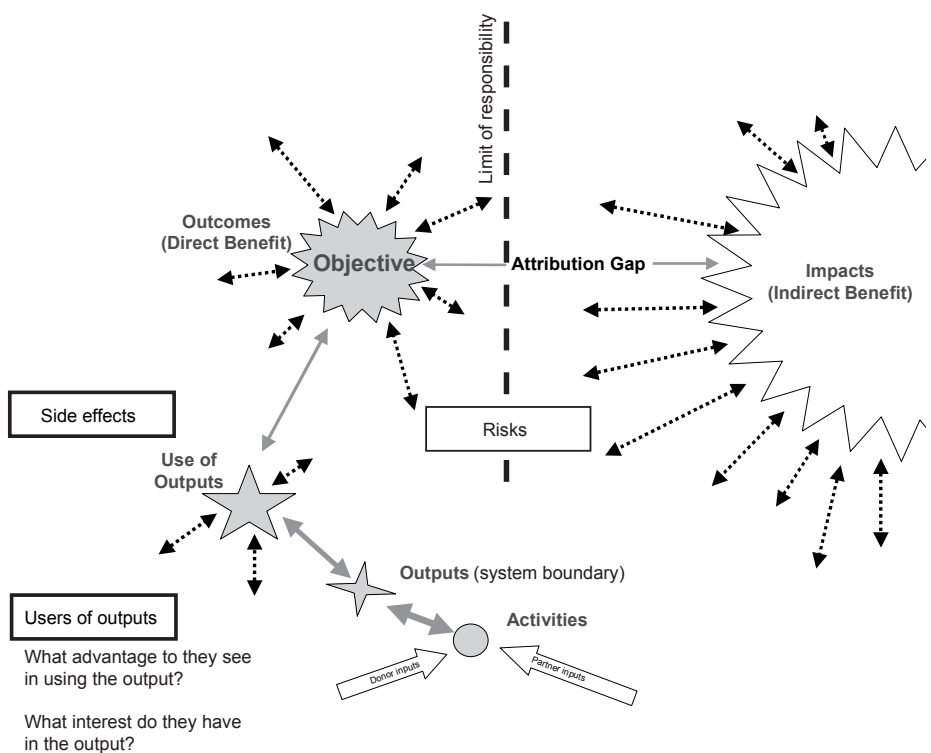 Limit of responsibility
Outcomes
(Direct Benefit)
Objective
Attribution Gap
Impacts
(Indirect Benefit)
Side effects
Risks
Use of
Outputs
Outputs (system boundary)
Users of outputs
Activities
What advantage to they see
in using the output?
Donor inputs
Partner inputs
What interest do they have
in the output?